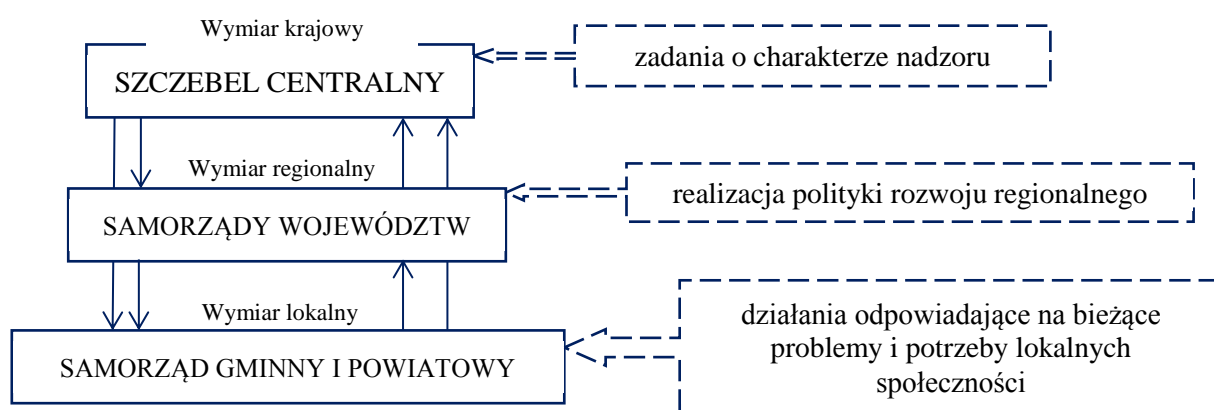 Wymiar krajowy
SZCZEBEL CENTRALNY
zadania o charakterze nadzoru
Wymiar regionalny
SAMORZĄDY WOJEWÓDZTW
realizacja polityki rozwoju regionalnego
Wymiar lokalny
SAMORZĄD GMINNY I POWIATOWY
działania odpowiadające na bieżące
problemy i potrzeby lokalnych
społeczności